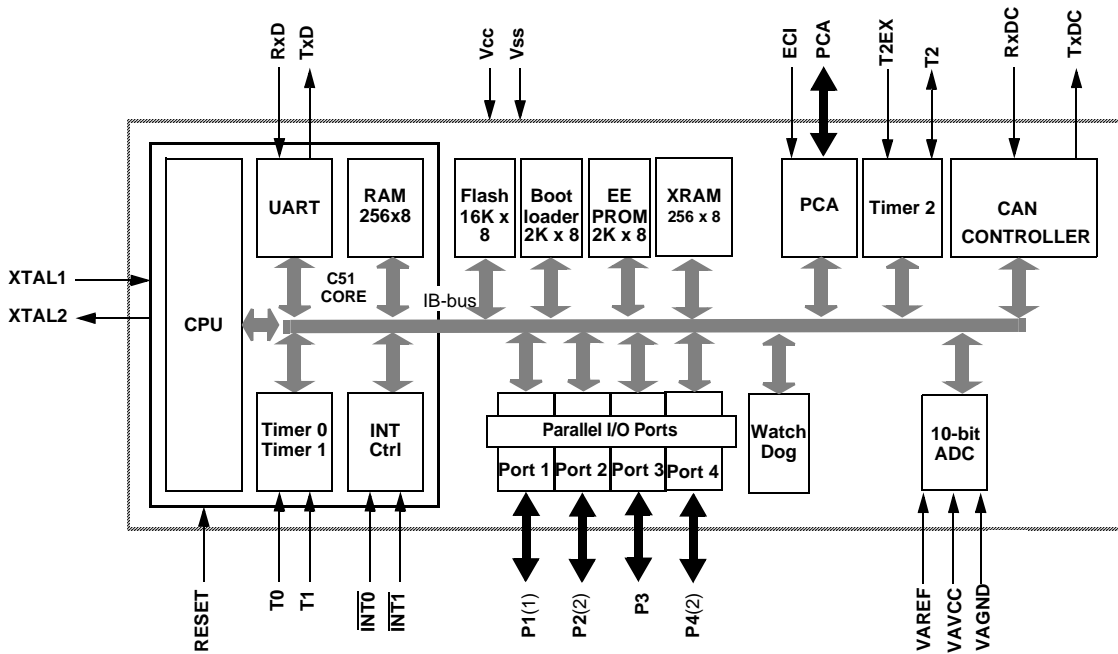 RxD
TxD
Vcc
Vss
ECI
PCA
T2EX
T2
RxDC
TxDC
XTAL1
XTAL2
CPU
UART
RAM
256x8
C51
CORE
IB-bus
Flash
16K x
8
Boot
loader
2K x 8
EE
PROM
2K x 8
XRAM
256 x 8
PCA
Timer 2
CAN
CONTROLLER
Timer 0
Timer 1
INT
Ctrl
Parallel I/O Ports
Port 1
Port 2
Port 3
Port 4
Watch
Dog
10-bit
ADC
RESET
T0
T1
INT0
INT1
P1(1)
P2(2)
P3
P4(2)
VAREF
VAVCC
VAGND